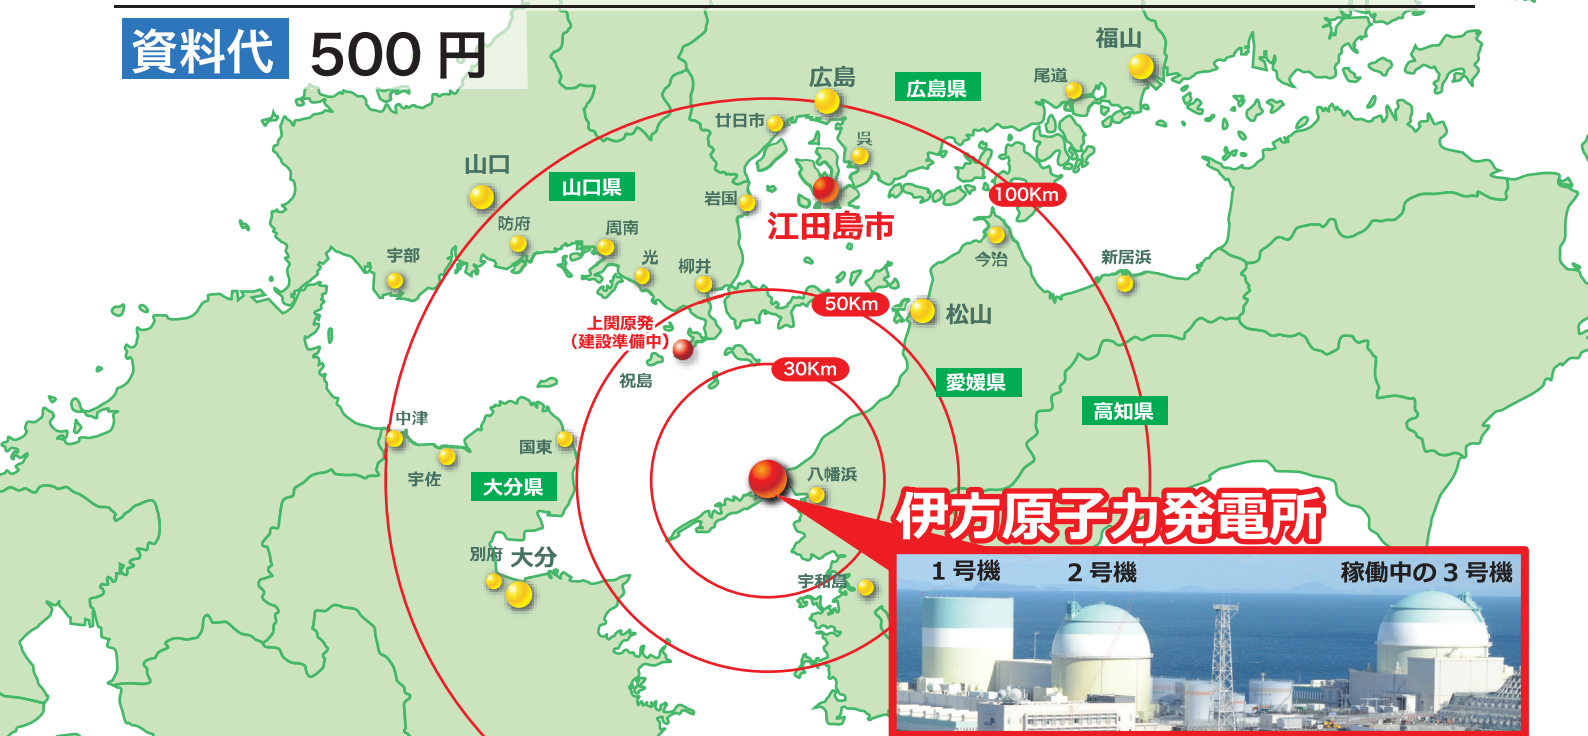 資料代 500 円
福山
尾道
広島
広島県
廿日市
呉
山口
山口県
岩国
100Km
江田島市
防府
周南
宇部
光
柳井
今治
新居浜
50Km
松山
上関原発
(建設準備中)
30Km
祝島
愛媛県
高知県
中津
国東
宇佐
大分県
八幡浜
伊方原子力発電所
別府
大分
宇和島
1号機
2号機
稼働中の3号機